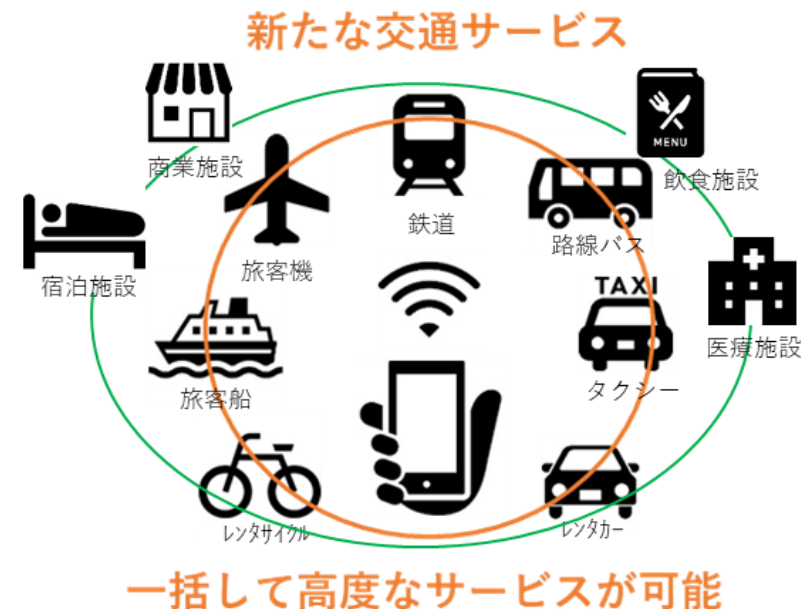 新たな交通サービス
商業施設
MENU
飲食施設
鉄道
路線バス
旅客機
宿泊施設
TAXI
医療施設
タクシー
旅客船
レンタサイクル
レンタカー
一括して高度なサービスが可能